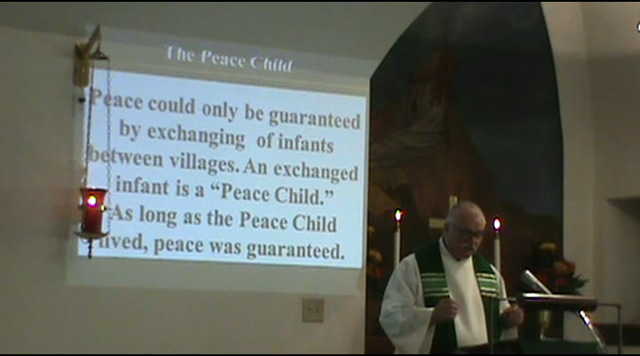 The Peace Child
Peace could only be guaranteed
by exchanging of infants
between villages. An exchanged
infant is a “Peace Child.”
As long as the Peace Child
lived, peace was guaranteed.